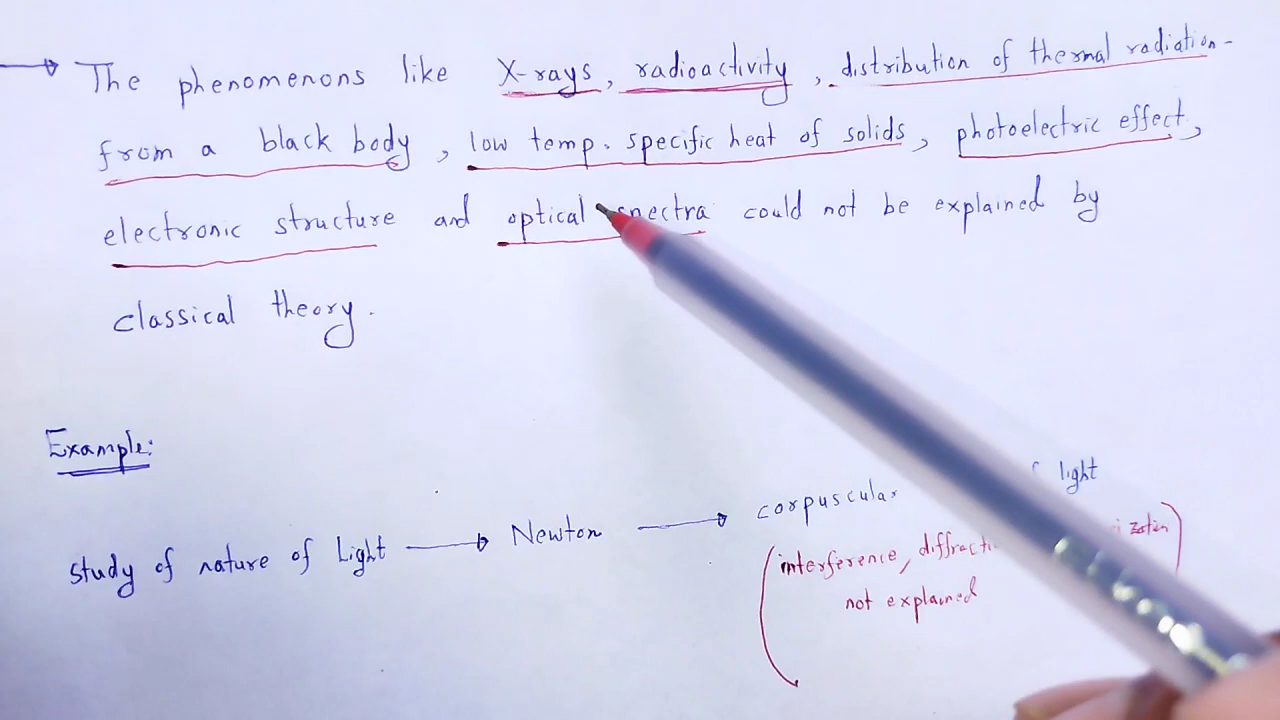 The phenomenons like X-rays, radioactivity, distribution of thermal radiation-
from a black body, low temp. specific heat of solids, photoelectric effect,
electronic structure and optical spectra could not be explained by
classical theory.
Example:
study of nature of Light → Newton → corpuscular light
(interference, diffracti ization)
not explained